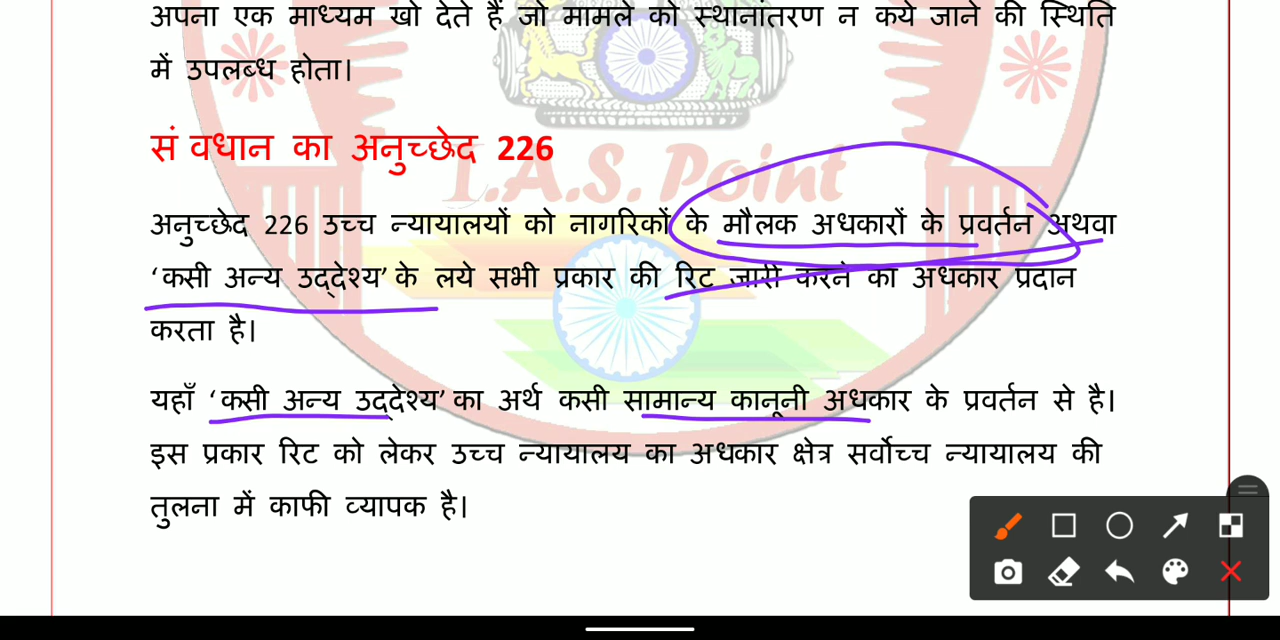 अपना एक माध्यम खो देते हैं जो मामले को स्थानांतरण न कये जाने की स्थिति
में उपलब्ध होता।
सं वधान का अनुच्छेद 226
I.A.S. Point
अनुच्छेद 226 उच्च न्यायालयों को नागरिकों के मौलक अधकारों के प्रवर्तन अथवा
‘कसी अन्य उद्देश्य’ के लये सभी प्रकार की रिट जारी करने का अधकार प्रदान
करता है।
यहाँ ‘कसी अन्य उद्देश्य’ का अर्थ कसी सामान्य कानूनी अधकार के प्रवर्तन से है।
इस प्रकार रिट को लेकर उच्च न्यायालय का अधकार क्षेत्र सर्वोच्च न्यायालय की
तुलना में काफी व्यापक है।